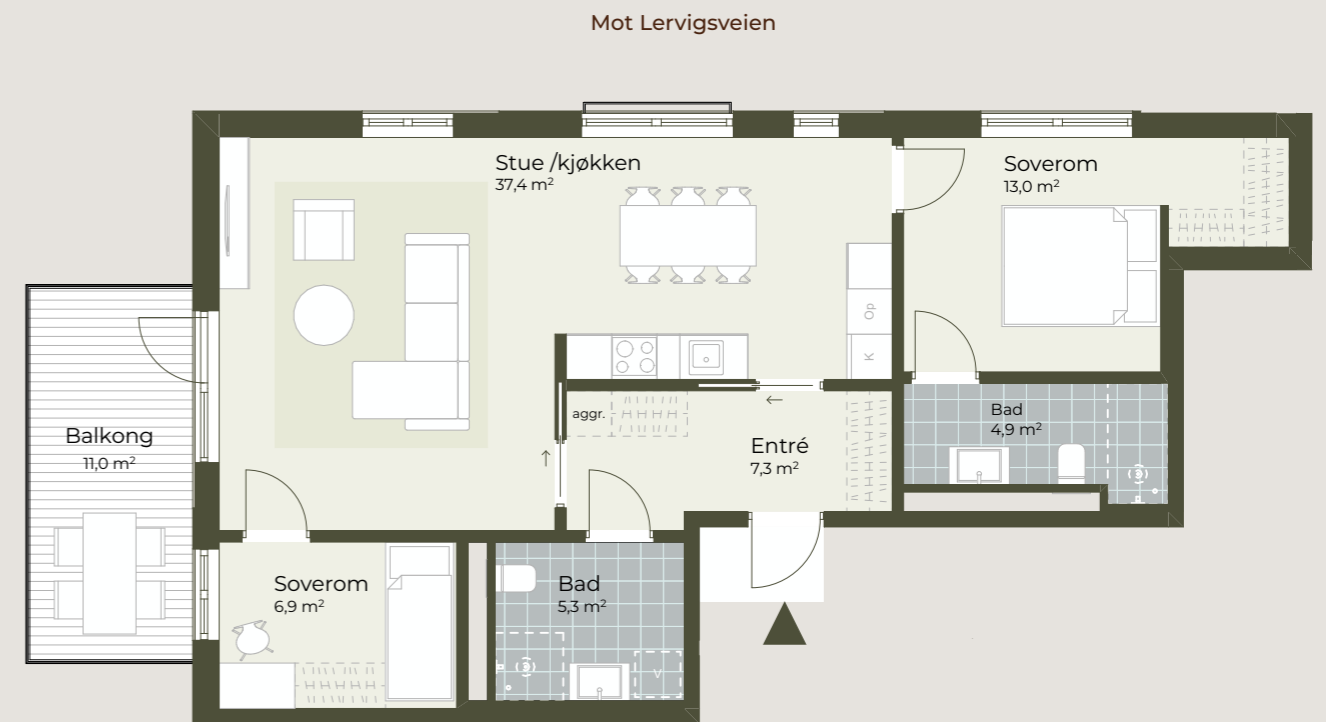 Mot Lervigsveien
Stue /kjøkken
37,4 m²
Soverom
13,0 m²
Op
K
Bad
4,9 m²
aggr.
Entré
7,3 m²
Balkong
11,0 m²
Soverom
6,9 m²
Bad
5,3 m²
V